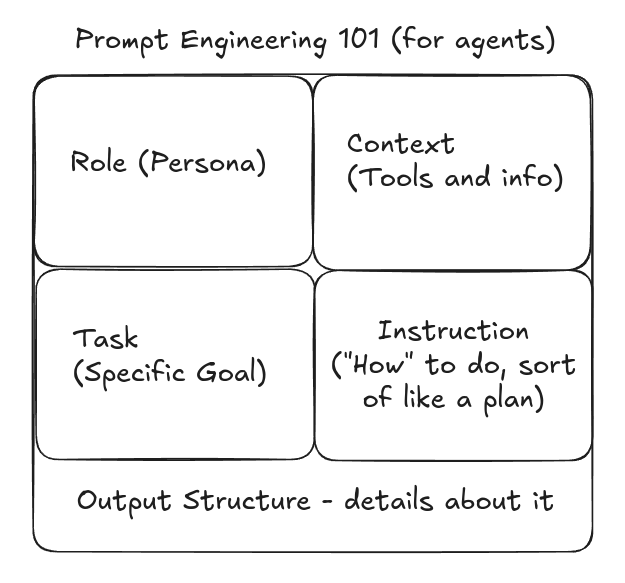 Prompt Engineering 101 (for agents)
Role (Persona)
Context
(Tools and info)
Task
(Specific Goal)
Instruction
("How" to do, sort
of like a plan)
Output Structure - details about it